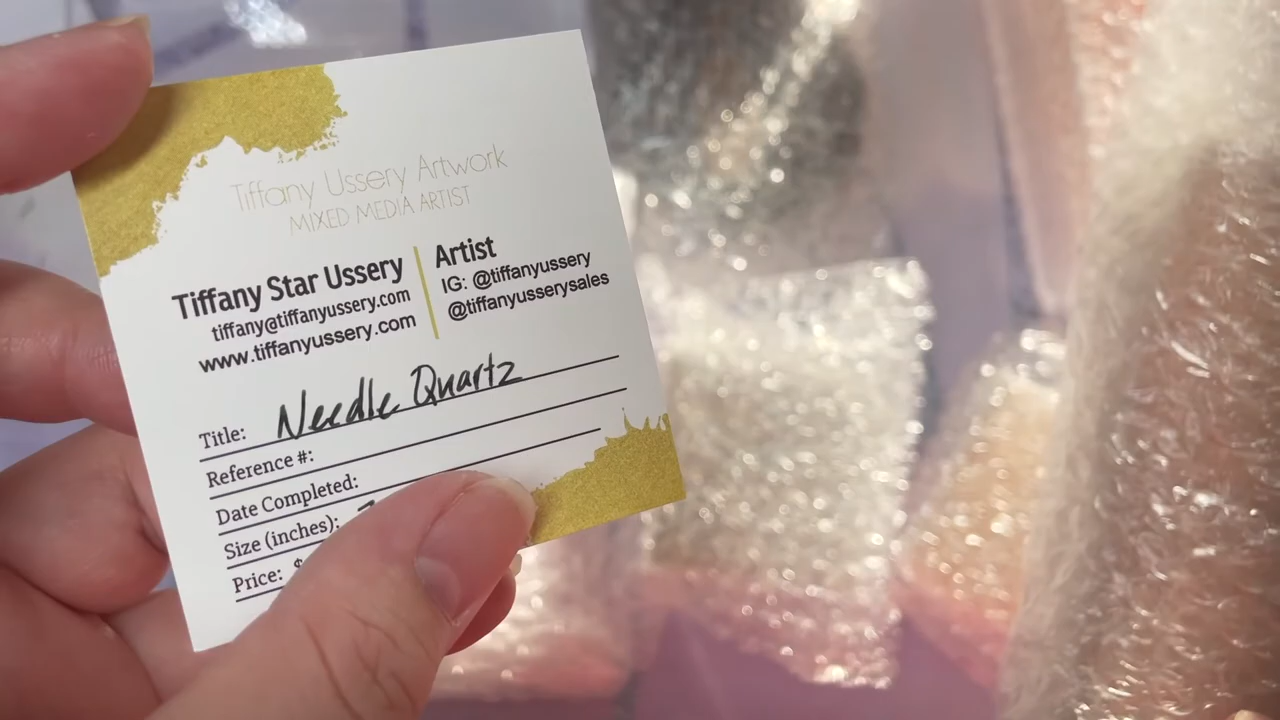 Tiffany Ussery Artwork
MIXED MEDIA ARTIST
Tiffany Star Ussery
tiffany@tiffanyussery.com
www.tiffanyussery.com
Artist
IG: @tiffanyussery
@tiffanyusserysales
Title: Needle Quartz
Reference #:
Date Completed:
Size (inches):
Price: $